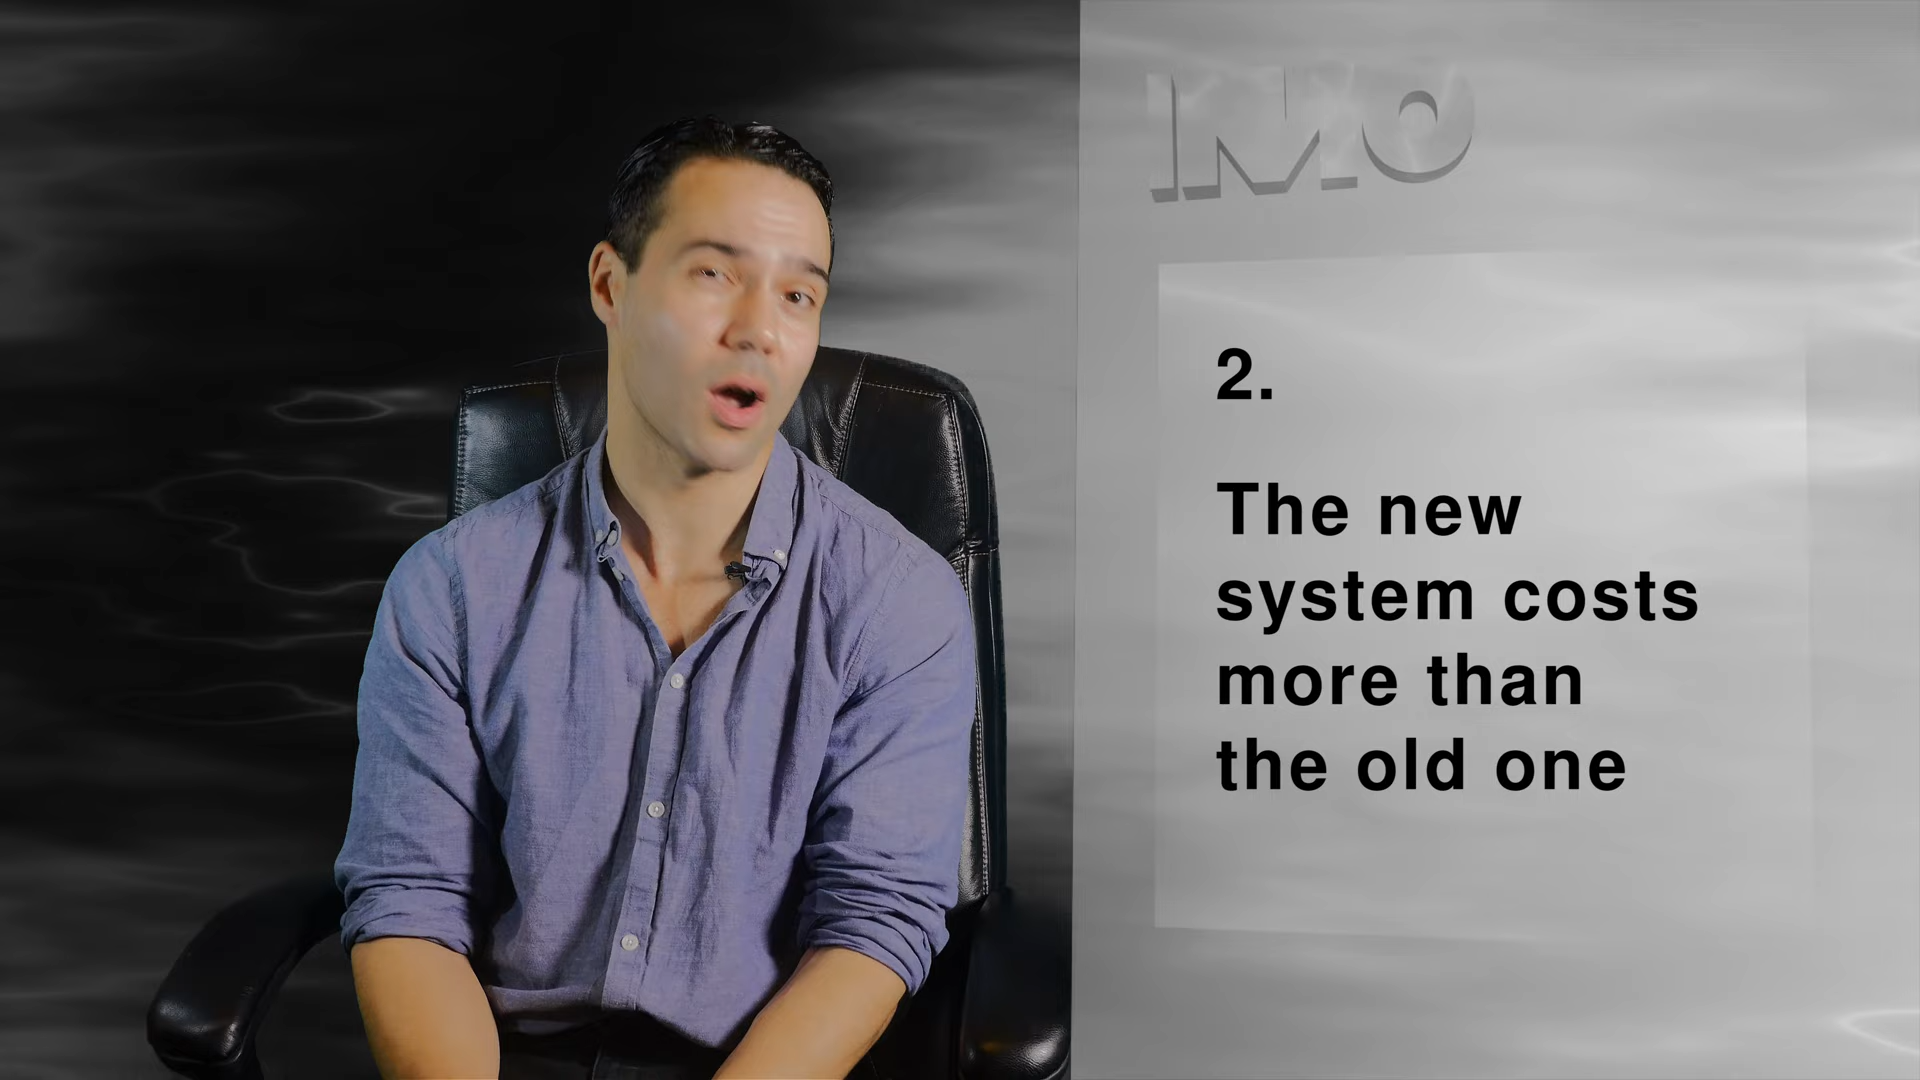 IMO
2.
The new
system costs
more than
the old one